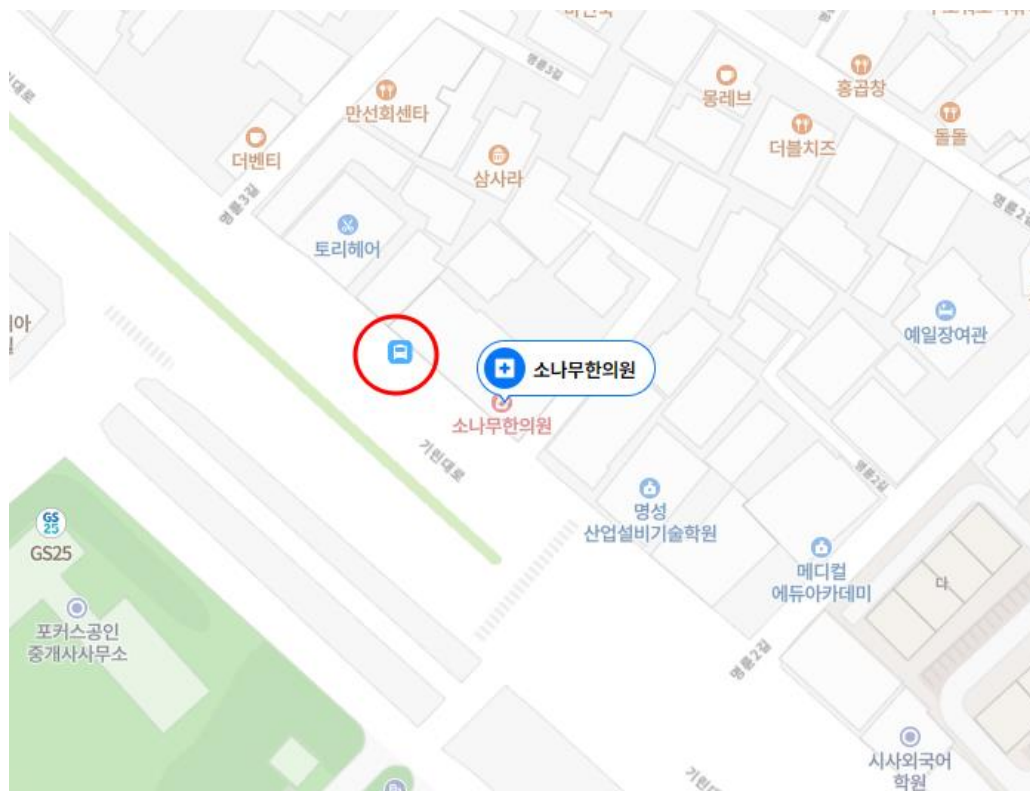 명륜3길
홍곱창
몽레브
만선회센타
돌돌
더블치즈
더벤티
삼사라
명륜3길
토리헤어
예일장여관
소나무한의원
소나무한의원
기린대로
명륜2길
명성
산업설비기술학원
GS
25
GS25
메디컬
에듀아카데미
다
포커스공인
중개사사무소
명륜2길
시사외국어
학원